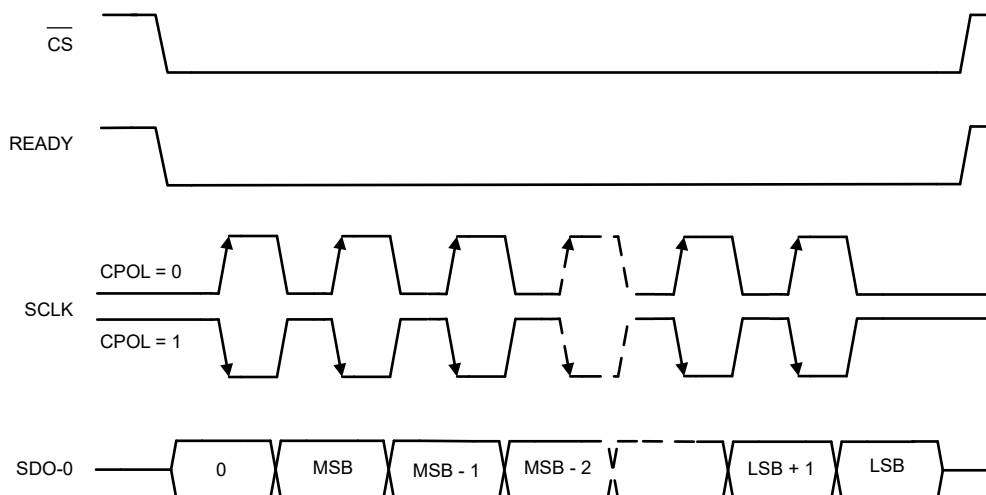 CS
READY
CPOL = 0
SCLK
CPOL = 1
SDO-0 0 MSB MSB - 1 MSB - 2 LSB + 1 LSB